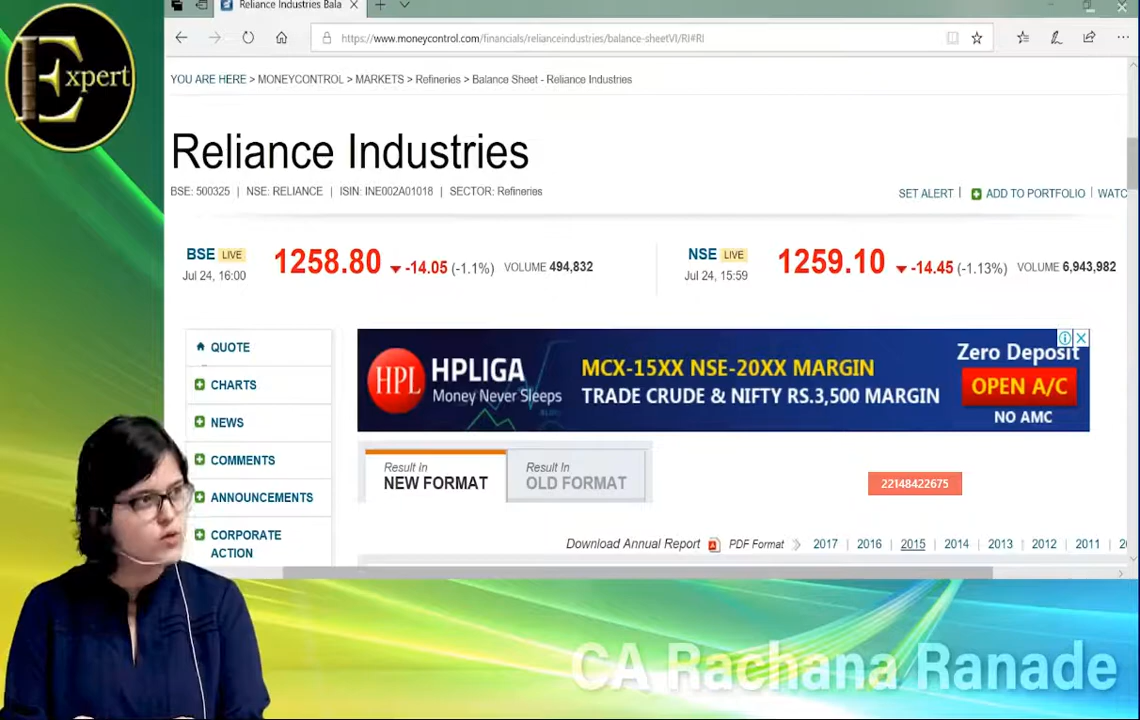 Expert
Reliance Industries Bala
https://www.moneycontrol.com/financials/relianceindustries/balance-sheetVI/RI#RI
YOU ARE HERE > MONEYCONTROL > MARKETS > Refineries > Balance Sheet - Reliance Industries
Reliance Industries
BSE: 500325 | NSE: RELIANCE | ISIN: INE002A01018 | SECTOR: Refineries
SET ALERT | ADD TO PORTFOLIO | WATC
BSE LIVE
Jul 24, 16:00
1258.80 -14.05 (-1.1%) VOLUME 494,832
NSE LIVE
Jul 24, 15:59
1259.10 -14.45 (-1.13%) VOLUME 6,943,982
QUOTE
CHARTS
NEWS
COMMENTS
ANNOUNCEMENTS
CORPORATE
ACTION
HPL HPLIGA
Money Never Sleeps
MCX-15XX NSE-20XX MARGIN
TRADE CRUDE & NIFTY RS.3,500 MARGIN
Zero Deposit
OPEN A/C
NO AMC
Result In
NEW FORMAT
Result In
OLD FORMAT
22148422675
Download Annual Report PDF Format 2017 | 2016 | 2015 | 2014 | 2013 | 2012 | 2011 | 2
CA Rachana Ranade